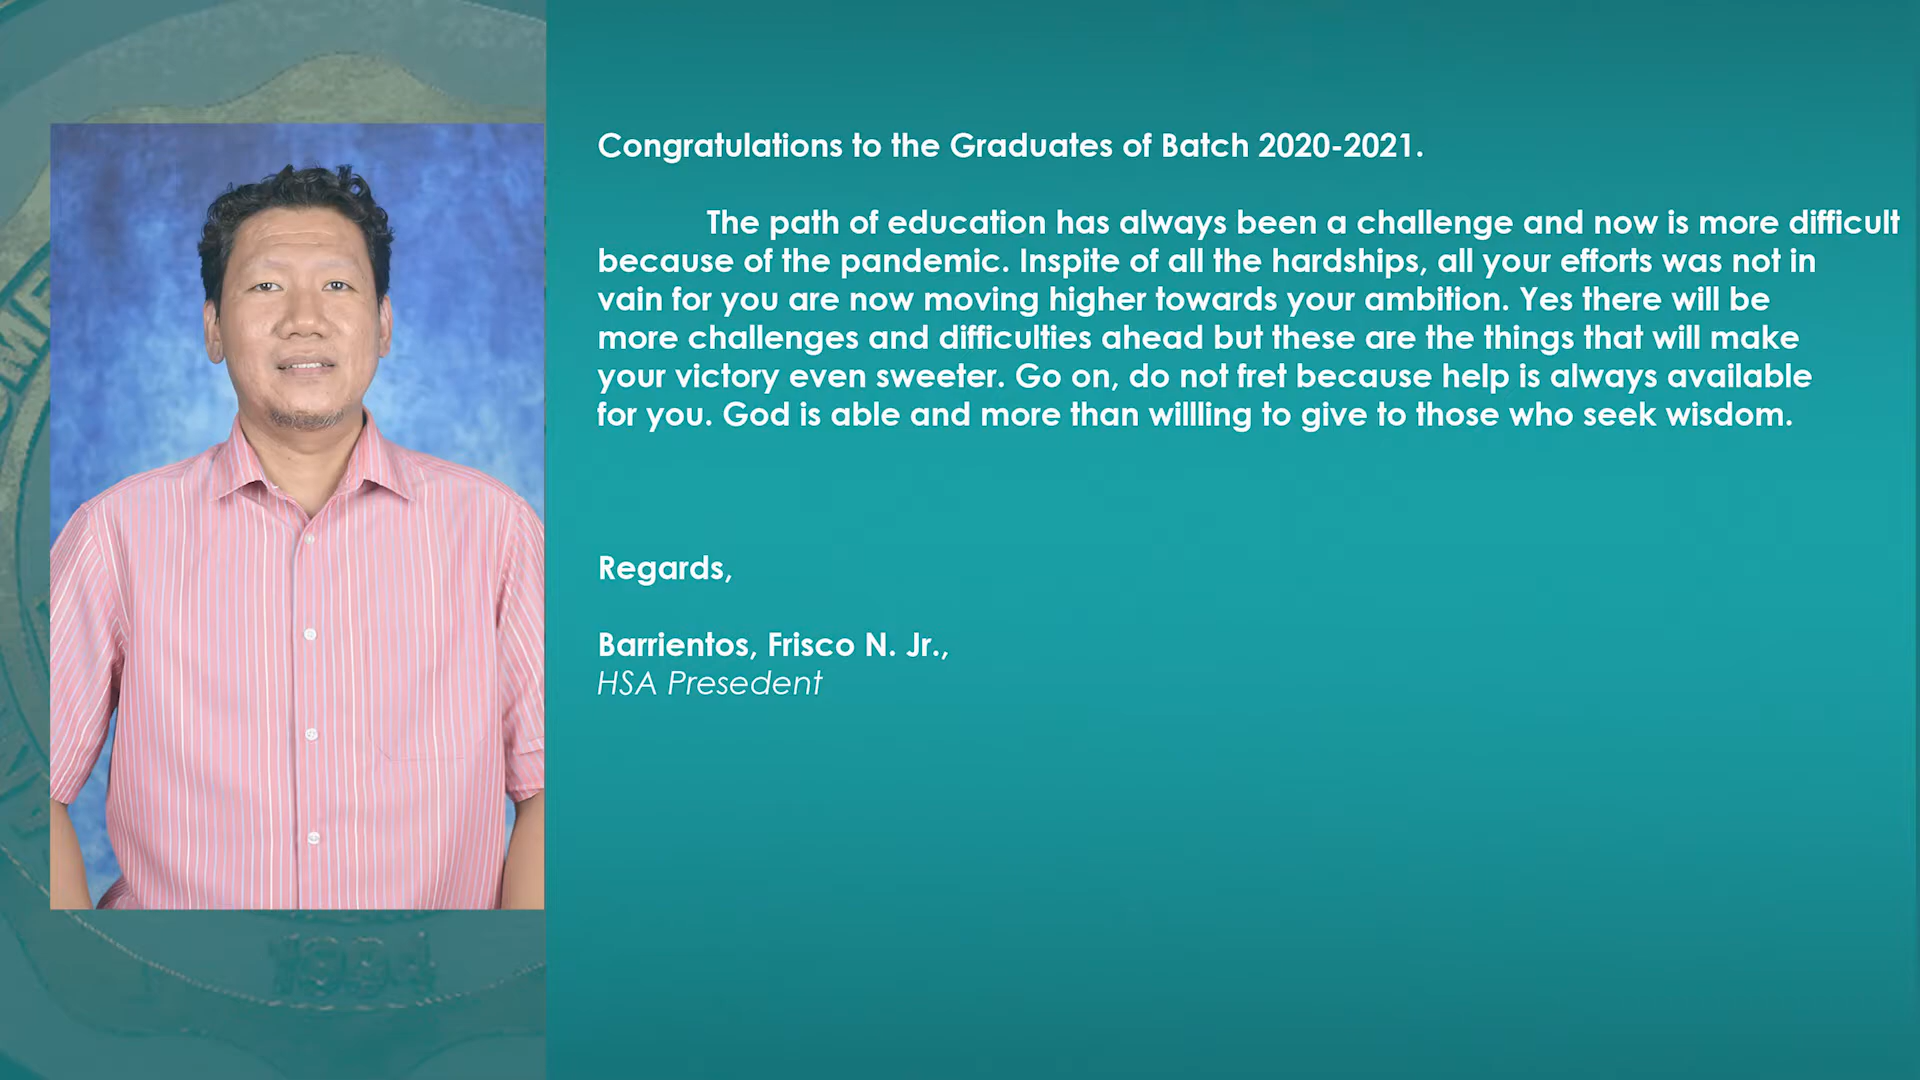 Congratulations to the Graduates of Batch 2020-2021.
The path of education has always been a challenge and now is more difficult
because of the pandemic. Inspite of all the hardships, all your efforts was not in
vain for you are now moving higher towards your ambition. Yes there will be
more challenges and difficulties ahead but these are the things that will make
your victory even sweeter. Go on, do not fret because help is always available
for you. God is able and more than willling to give to those who seek wisdom.
Regards,
Barrientos, Frisco N. Jr.,
HSA Presedent
1994